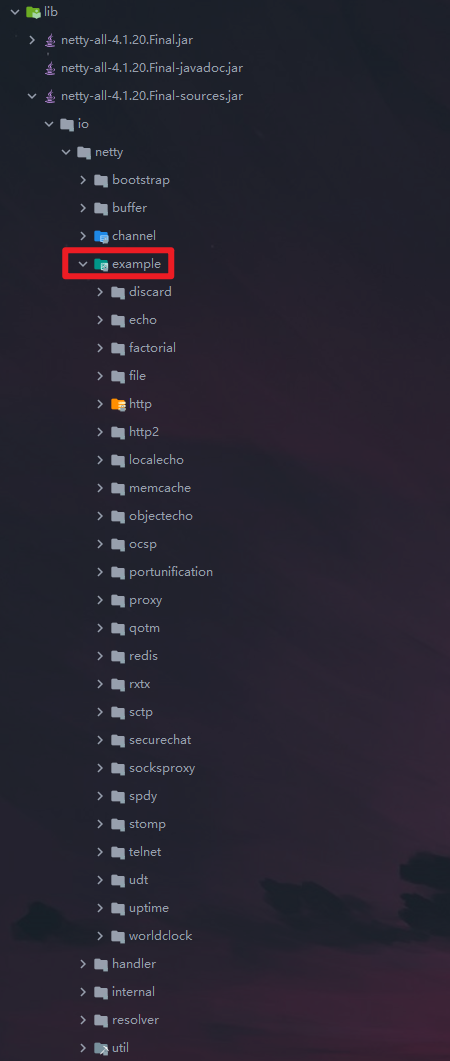 lib
netty-all-4.1.20.Final.jar
netty-all-4.1.20.Final-javadoc.jar
netty-all-4.1.20.Final-sources.jar
io
netty
bootstrap
buffer
channel
example
discard
echo
factorial
file
http
http2
localecho
memcache
objectecho
ocsp
portunification
proxy
qotm
redis
rxtx
sctp
securechat
socksproxy
spdy
stomp
telnet
udt
uptime
worldclock
handler
internal
resolver
util